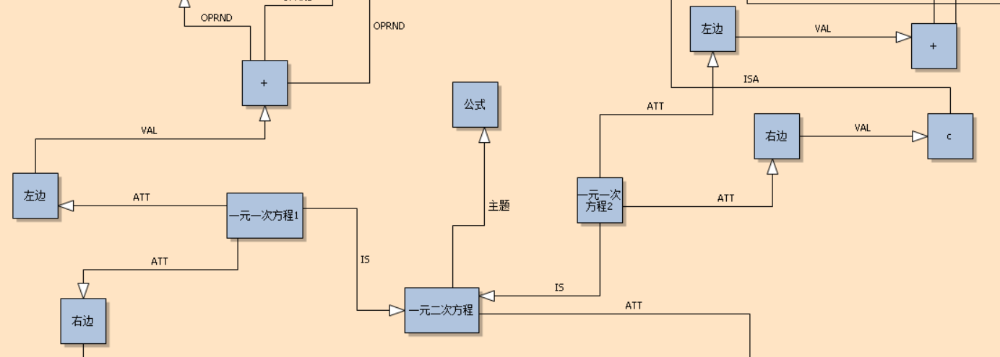 OPRND
OPRND
左边
VAL
+
+
ISA
公式
ATT
右边
VAL
c
VAL
左边
ATT
一元一次方程1
一元一次
方程2
ATT
主题
ATT
IS
IS
一元二次方程
ATT
右边